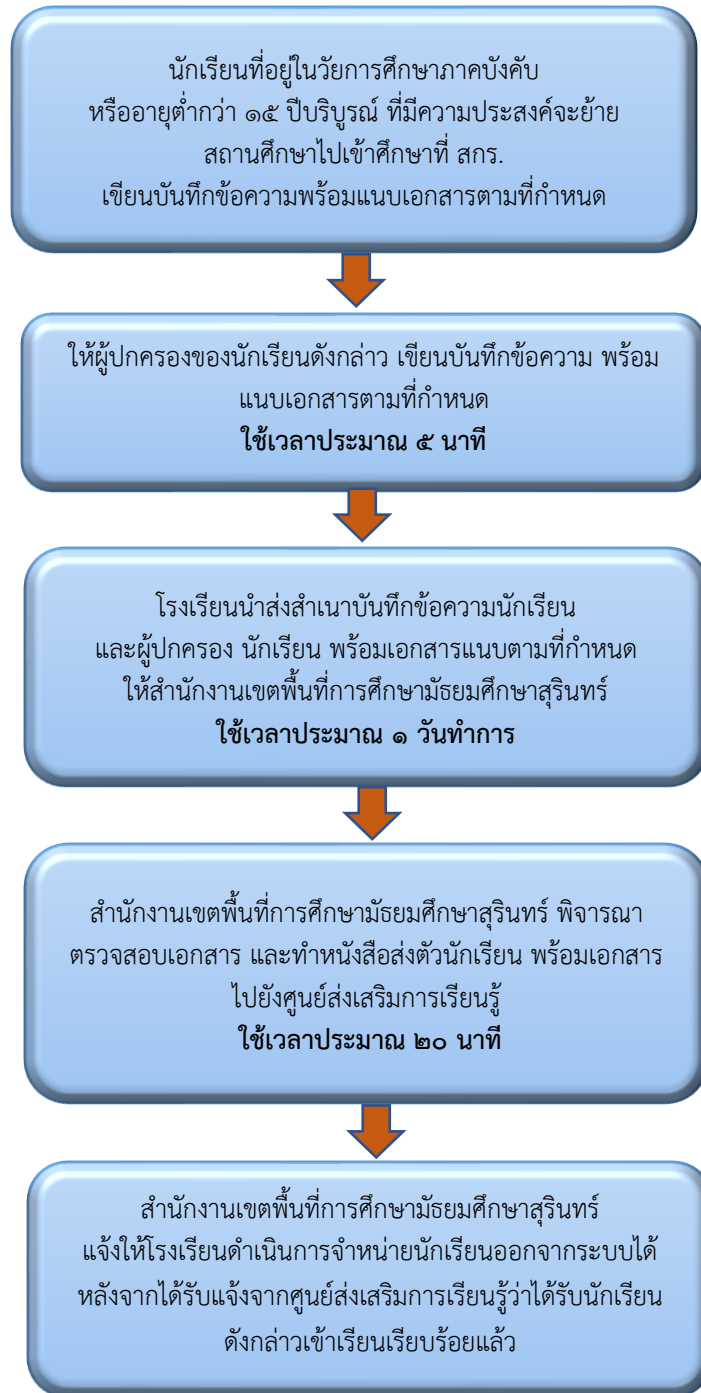 นักเรียนที่อยู่ในวัยการศึกษาภาคบังคับ
หรืออายุต่ำกว่า ๑๕ ปีบริบูรณ์ ที่มีความประสงค์จะย้าย
สถานศึกษาไปเข้าศึกษาที่ สกร.
เขียนบันทึกข้อความพร้อมแนบเอกสารตามที่กำหนด
ให้ผู้ปกครองของนักเรียนดังกล่าว เขียนบันทึกข้อความ พร้อม
แนบเอกสารตามที่กำหนด
ใช้เวลาประมาณ ๕ นาที
โรงเรียนนำส่งสำเนาบันทึกข้อความนักเรียน
และผู้ปกครอง นักเรียน พร้อมเอกสารแนบตามที่กำหนด
ให้สำนักงานเขตพื้นที่การศึกษามัธยมศึกษาสุรินทร์
ใช้เวลาประมาณ ๑ วันทำการ
สำนักงานเขตพื้นที่การศึกษามัธยมศึกษาสุรินทร์ พิจารณา
ตรวจสอบเอกสาร และทำหนังสือส่งตัวนักเรียน พร้อมเอกสาร
ไปยังศูนย์ส่งเสริมการเรียนรู้
ใช้เวลาประมาณ ๒๐ นาที
สำนักงานเขตพื้นที่การศึกษามัธยมศึกษาสุรินทร์
แจ้งให้โรงเรียนดำเนินการจำหน่ายนักเรียนออกจากระบบได้
หลังจากได้รับแจ้งจากศูนย์ส่งเสริมการเรียนรู้ว่าได้รับนักเรียน
ดังกล่าวเข้าเรียนเรียบร้อยแล้ว